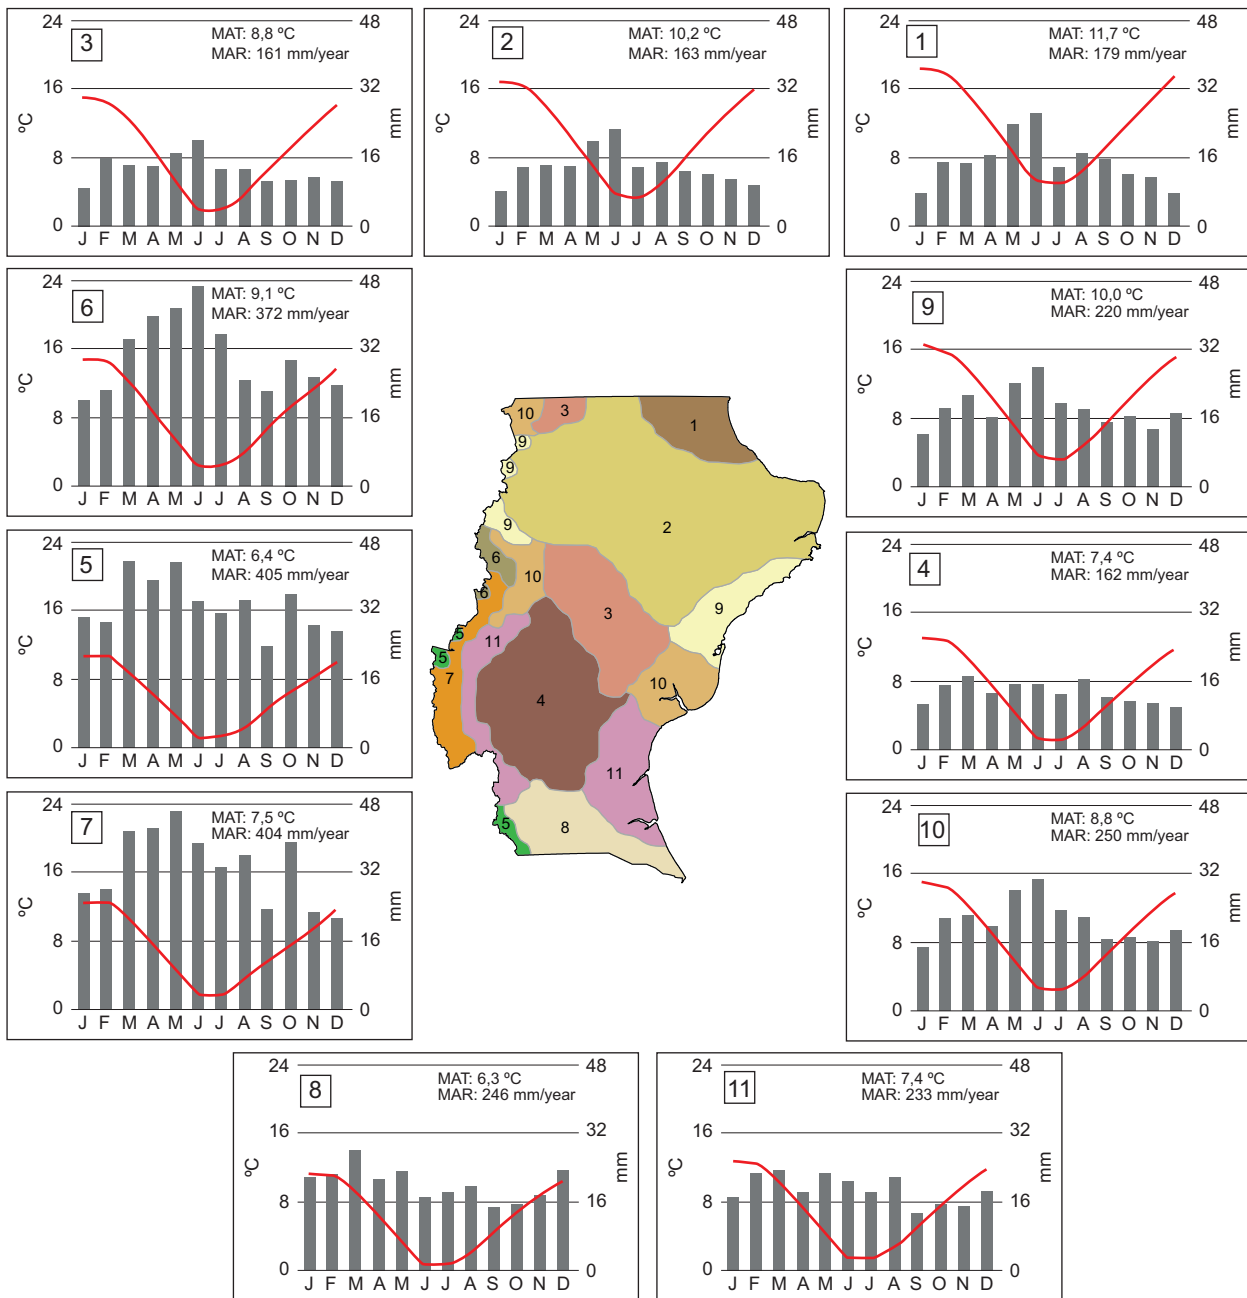 24 48
3
MAT: 8,8 ºC
MAR: 161 mm/year
16 32
ºC mm
8 16
0 0
J F M A M J J A S O N D
24 48
2
MAT: 10,2 ºC
MAR: 163 mm/year
16 32
ºC mm
8 16
0 0
J F M A M J J A S O N D
24 48
1
MAT: 11,7 ºC
MAR: 179 mm/year
16 32
ºC mm
8 16
0 0
J F M A M J J A S O N D
24 48
6
MAT: 9,1 ºC
MAR: 372 mm/year
16 32
ºC mm
8 16
0 0
J F M A M J J A S O N D
24 48
9
MAT: 10,0 ºC
MAR: 220 mm/year
16 32
ºC mm
8 16
0 0
J F M A M J J A S O N D
10 3 1
9
9
9 2
6 10
6 3 9
5 11
5 7 4 10
11
5 8
24 48
5
MAT: 6,4 ºC
MAR: 405 mm/year
16 32
ºC mm
8 16
0 0
J F M A M J J A S O N D
24 48
4
MAT: 7,4 ºC
MAR: 162 mm/year
16 32
ºC mm
8 16
0 0
J F M A M J J A S O N D
24 48
7
MAT: 7,5 ºC
MAR: 404 mm/year
16 32
ºC mm
8 16
0 0
J F M A M J J A S O N D
24 48
10
MAT: 8,8 ºC
MAR: 250 mm/year
16 32
ºC mm
8 16
0 0
J F M A M J J A S O N D
24 48
8
MAT: 6,3 ºC
MAR: 246 mm/year
16 32
ºC mm
8 16
0 0
J F M A M J J A S O N D
24 48
11
MAT: 7,4 ºC
MAR: 233 mm/year
16 32
ºC mm
8 16
0 0
J F M A M J J A S O N D